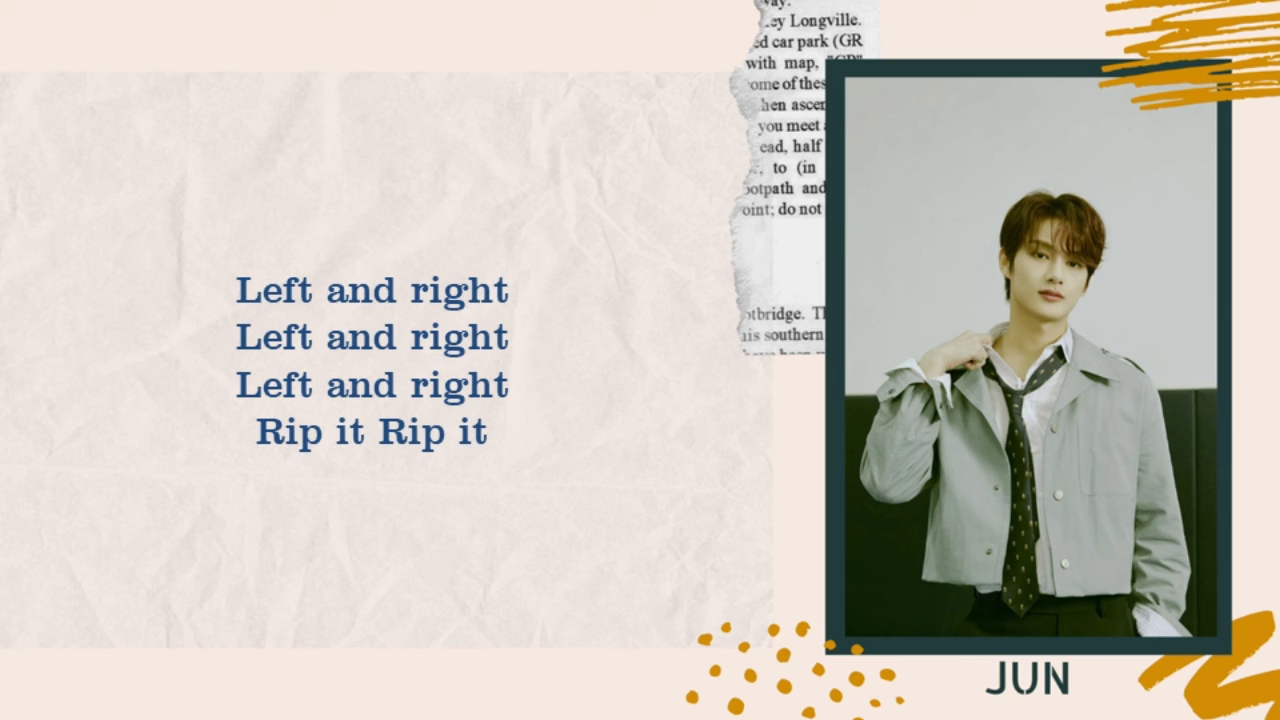 Left and right
Left and right
Left and right
Rip it Rip it
ey Longville.
ed car park (GR
with map,
ome of thes
hen ascen
you meet
ead, half
to (in
otpath and
oint; do not
otbridge.
his southern
JUN